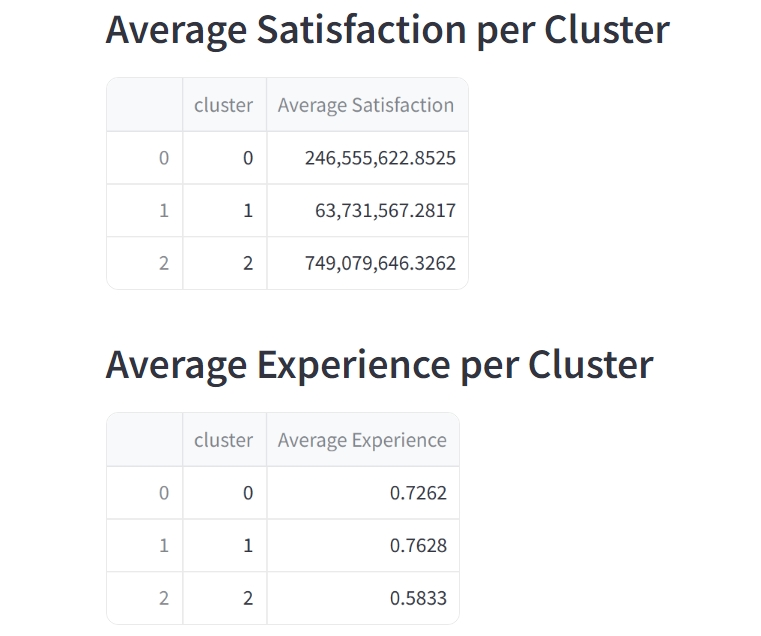 Average Satisfaction per Cluster
cluster Average Satisfaction
0 0 246,555,622.8525
1 1 63,731,567.2817
2 2 749,079,646.3262
Average Experience per Cluster
cluster Average Experience
0 0 0.7262
1 1 0.7628
2 2 0.5833